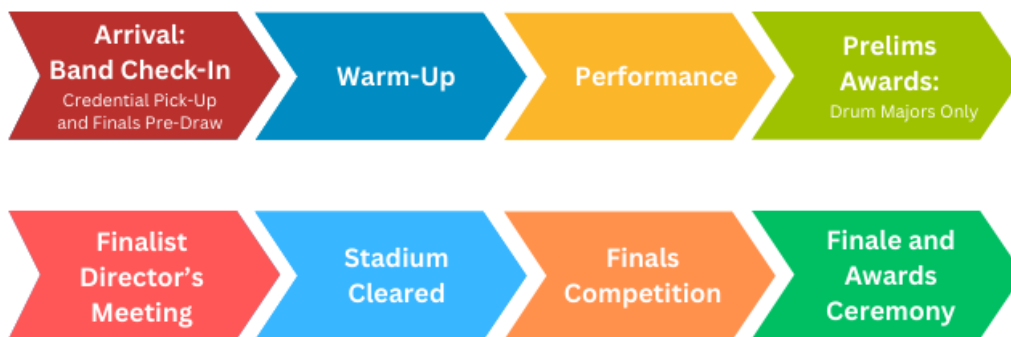 Arrival:
Band Check-In
Credential Pick-Up
and Finals Pre-Draw
Warm-Up
Performance
Prelims
Awards:
Drum Majors Only
Finalist
Director’s
Meeting
Stadium
Cleared
Finals
Competition
Finale and
Awards
Ceremony